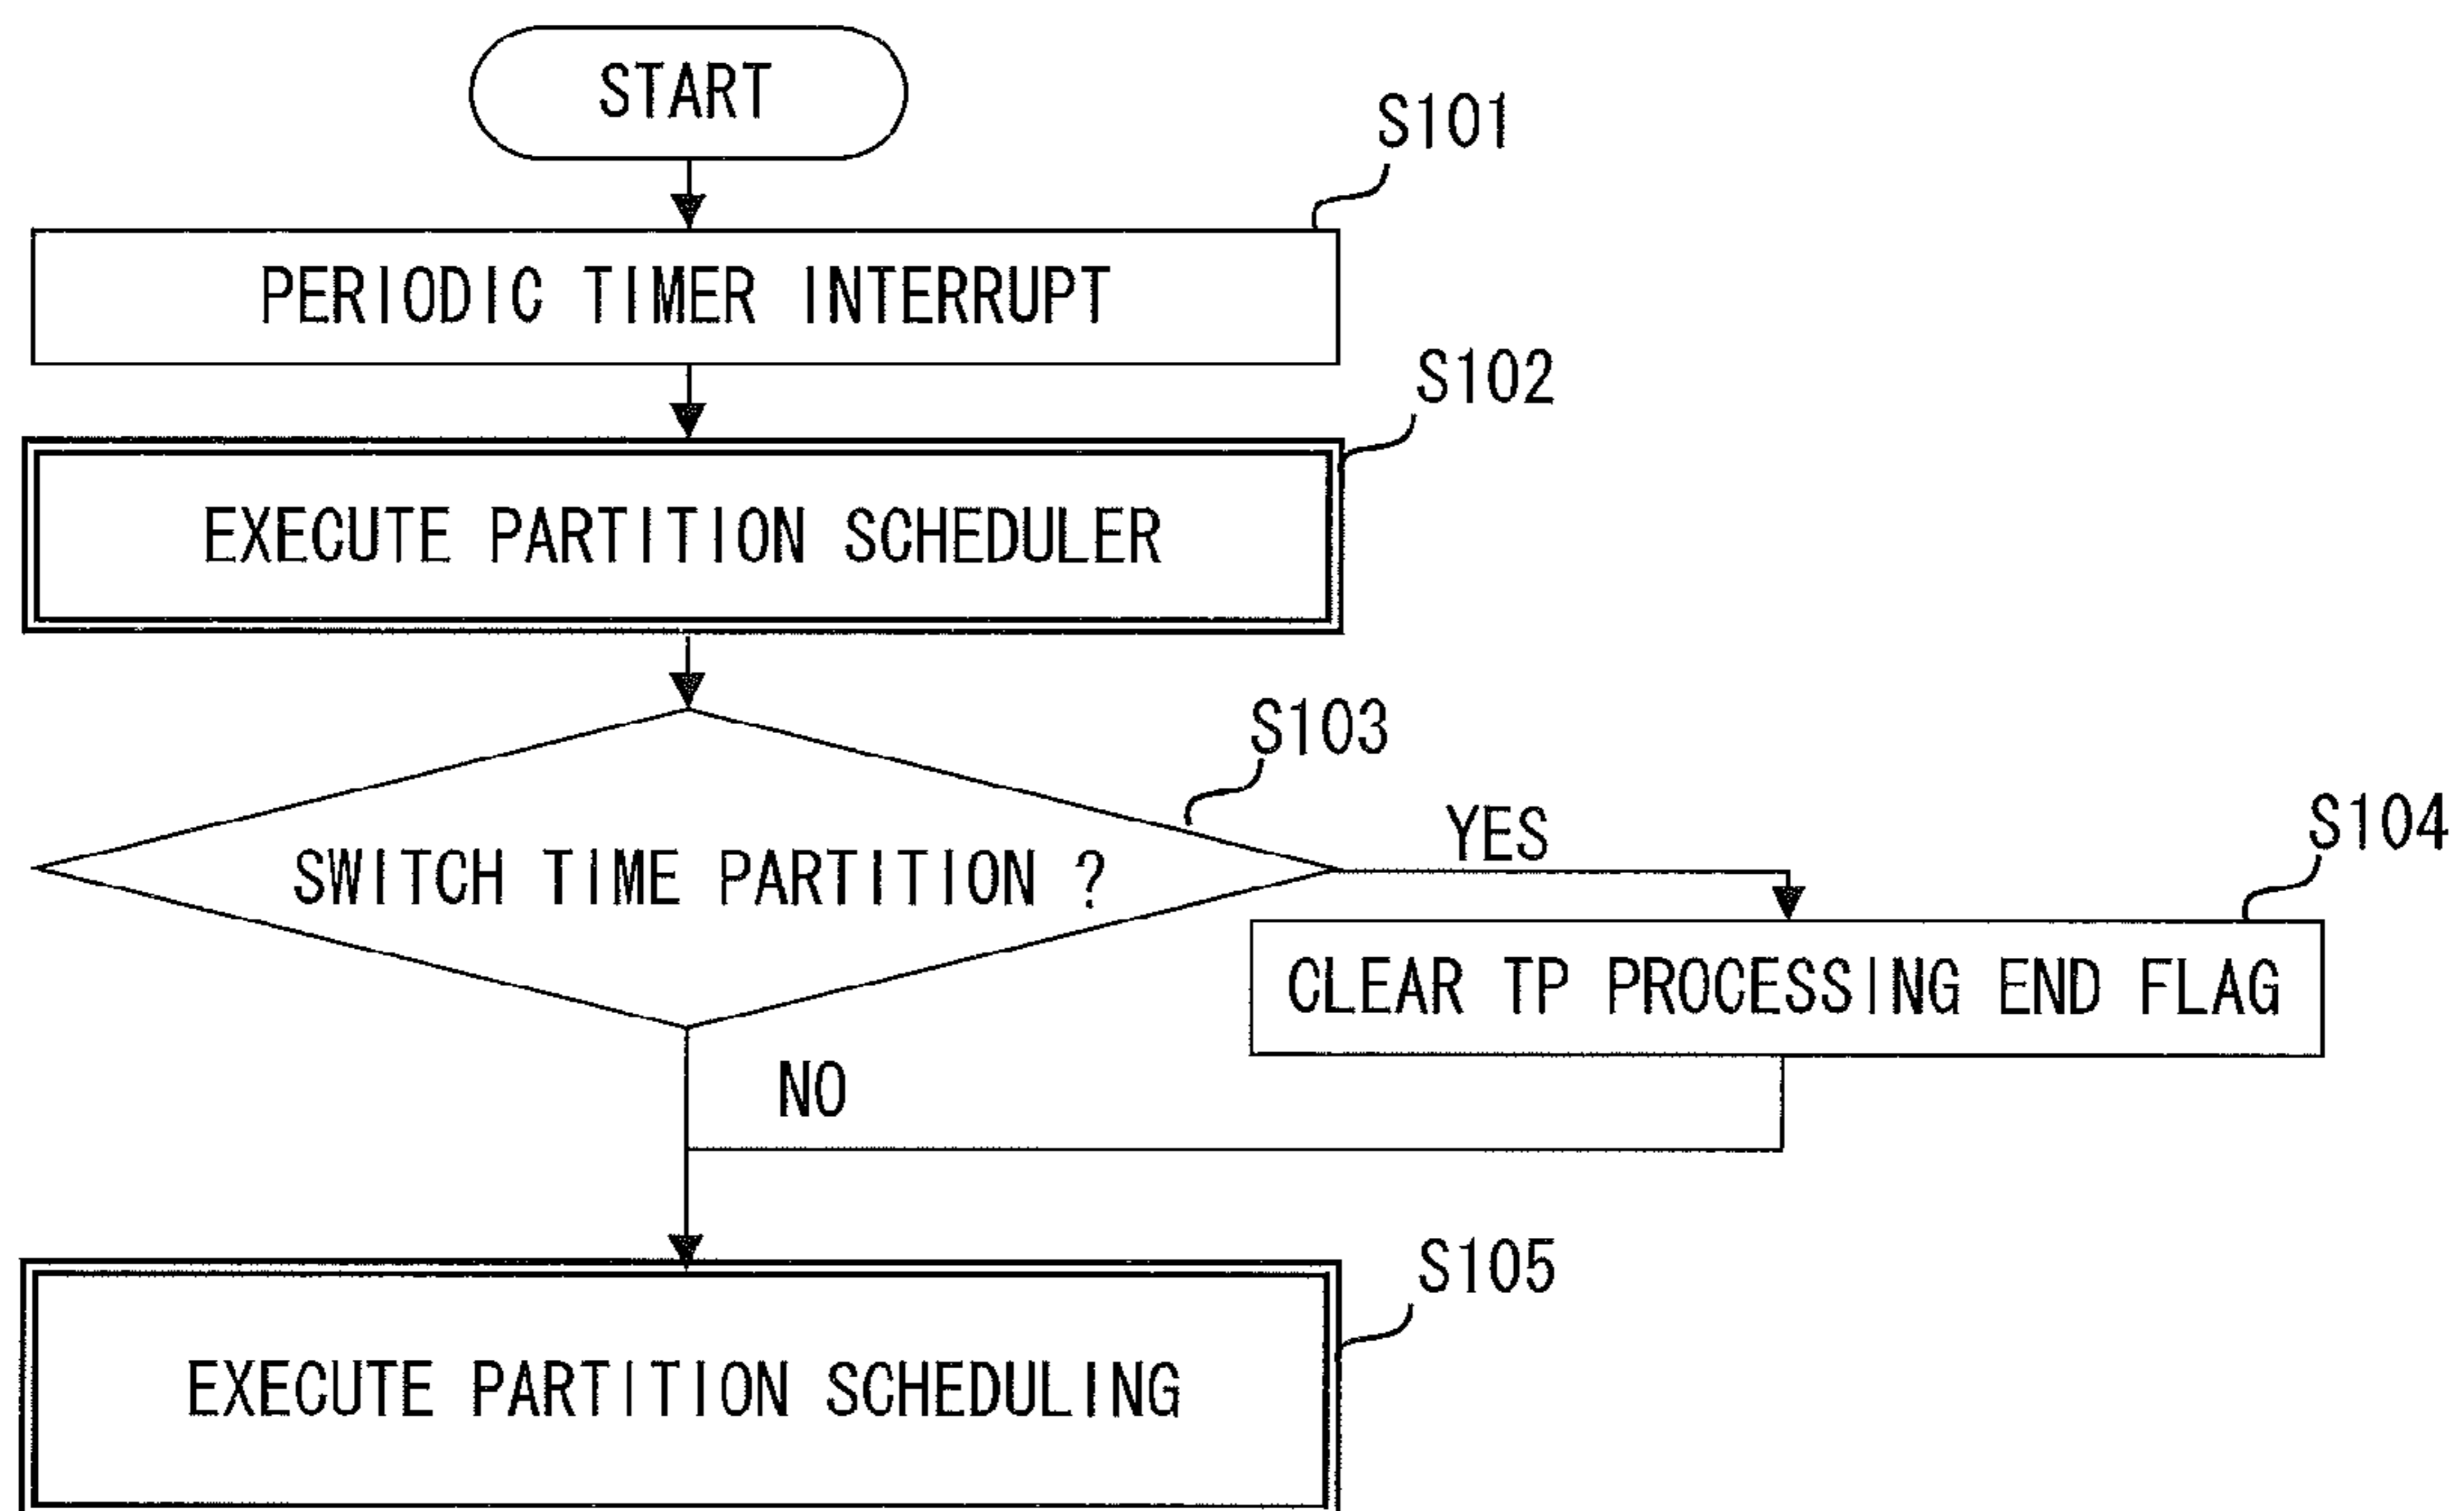 START
S101
PERIODIC TIMER INTERRUPT
S102
EXECUTE PARTITION SCHEDULER
S103
SWITCH TIME PARTITION ?
YES
S104
CLEAR TP PROCESSING END FLAG
NO
S105
EXECUTE PARTITION SCHEDULING